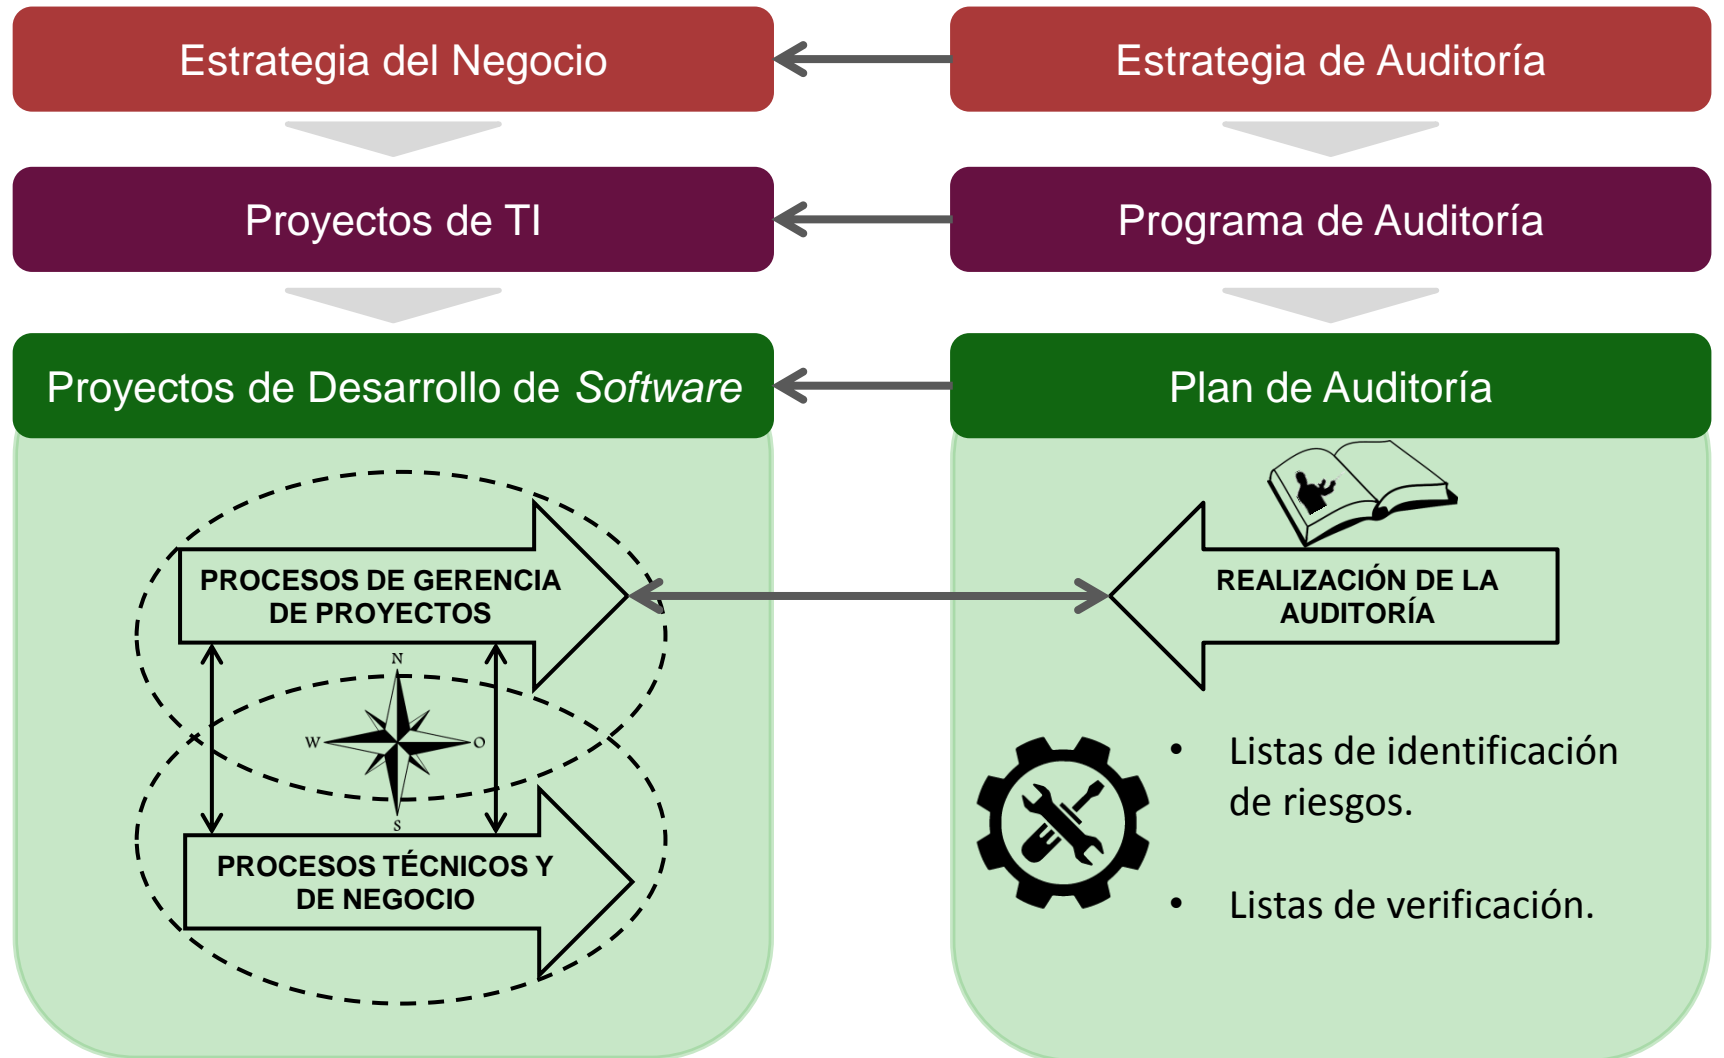 Estrategia del Negocio
Estrategia de Auditoría
Proyectos de TI
Programa de Auditoría
Proyectos de Desarrollo de Software
Plan de Auditoría
PROCESOS DE GERENCIA
DE PROYECTOS
REALIZACIÓN DE LA
AUDITORÍA
N
W
O
S
PROCESOS TÉCNICOS Y
DE NEGOCIO
• Listas de identificación
de riesgos.
• Listas de verificación.